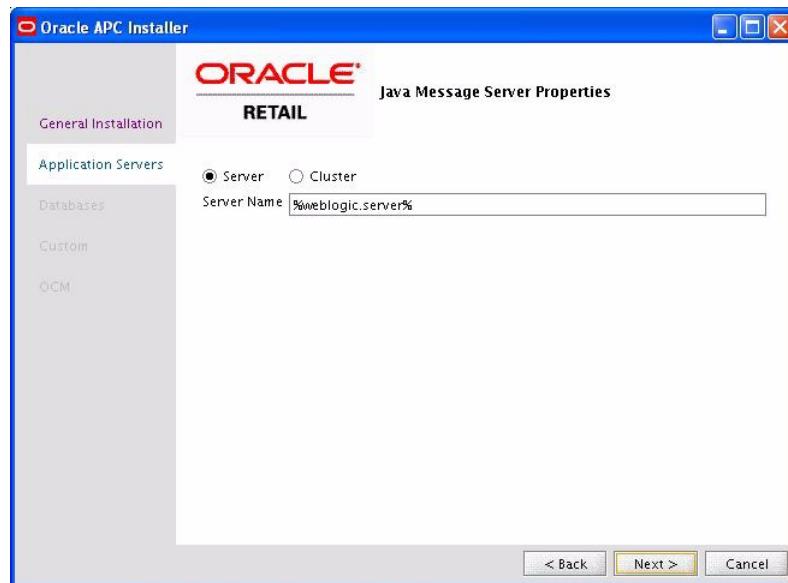 Oracle APC Installer
ORACLE
RETAIL
Java Message Server Properties
General Installation
Application Servers
Databases
Custom
OCM
Server Cluster
Server Name %weblogic.server%
< Back Next > Cancel